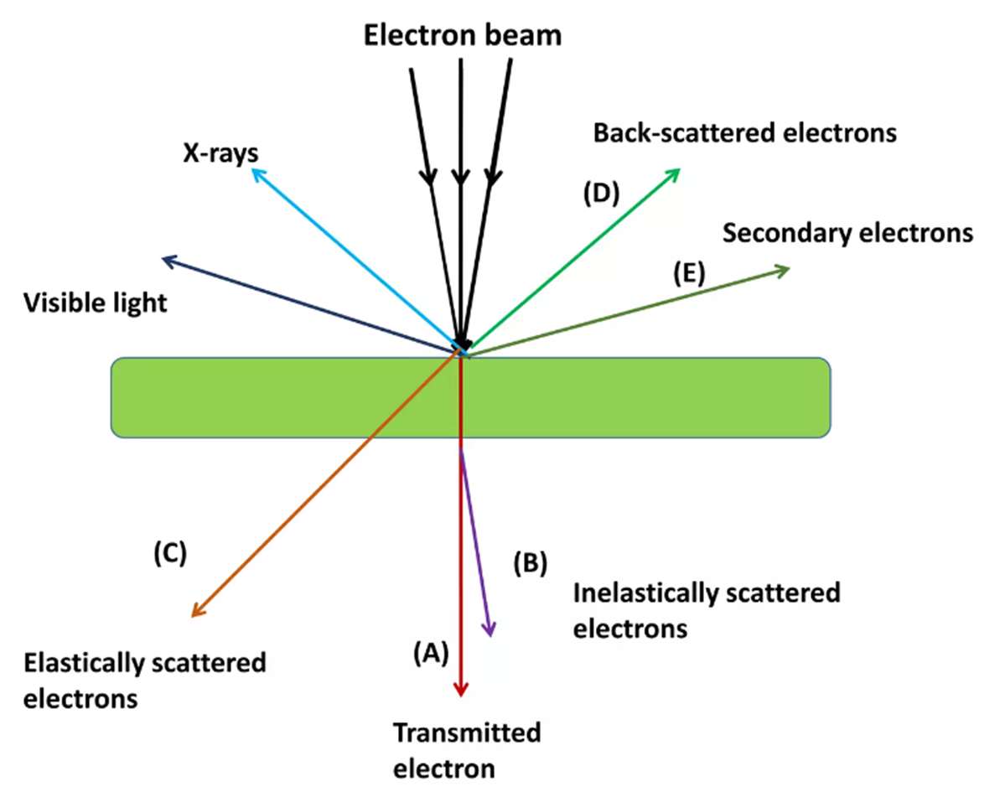 Electron beam
Back-scattered electrons
X-rays
(D)
Secondary electrons
(E)
Visible light
(C)
(B)
Inelastically scattered
electrons
(A)
Elastically scattered
electrons
Transmitted
electron